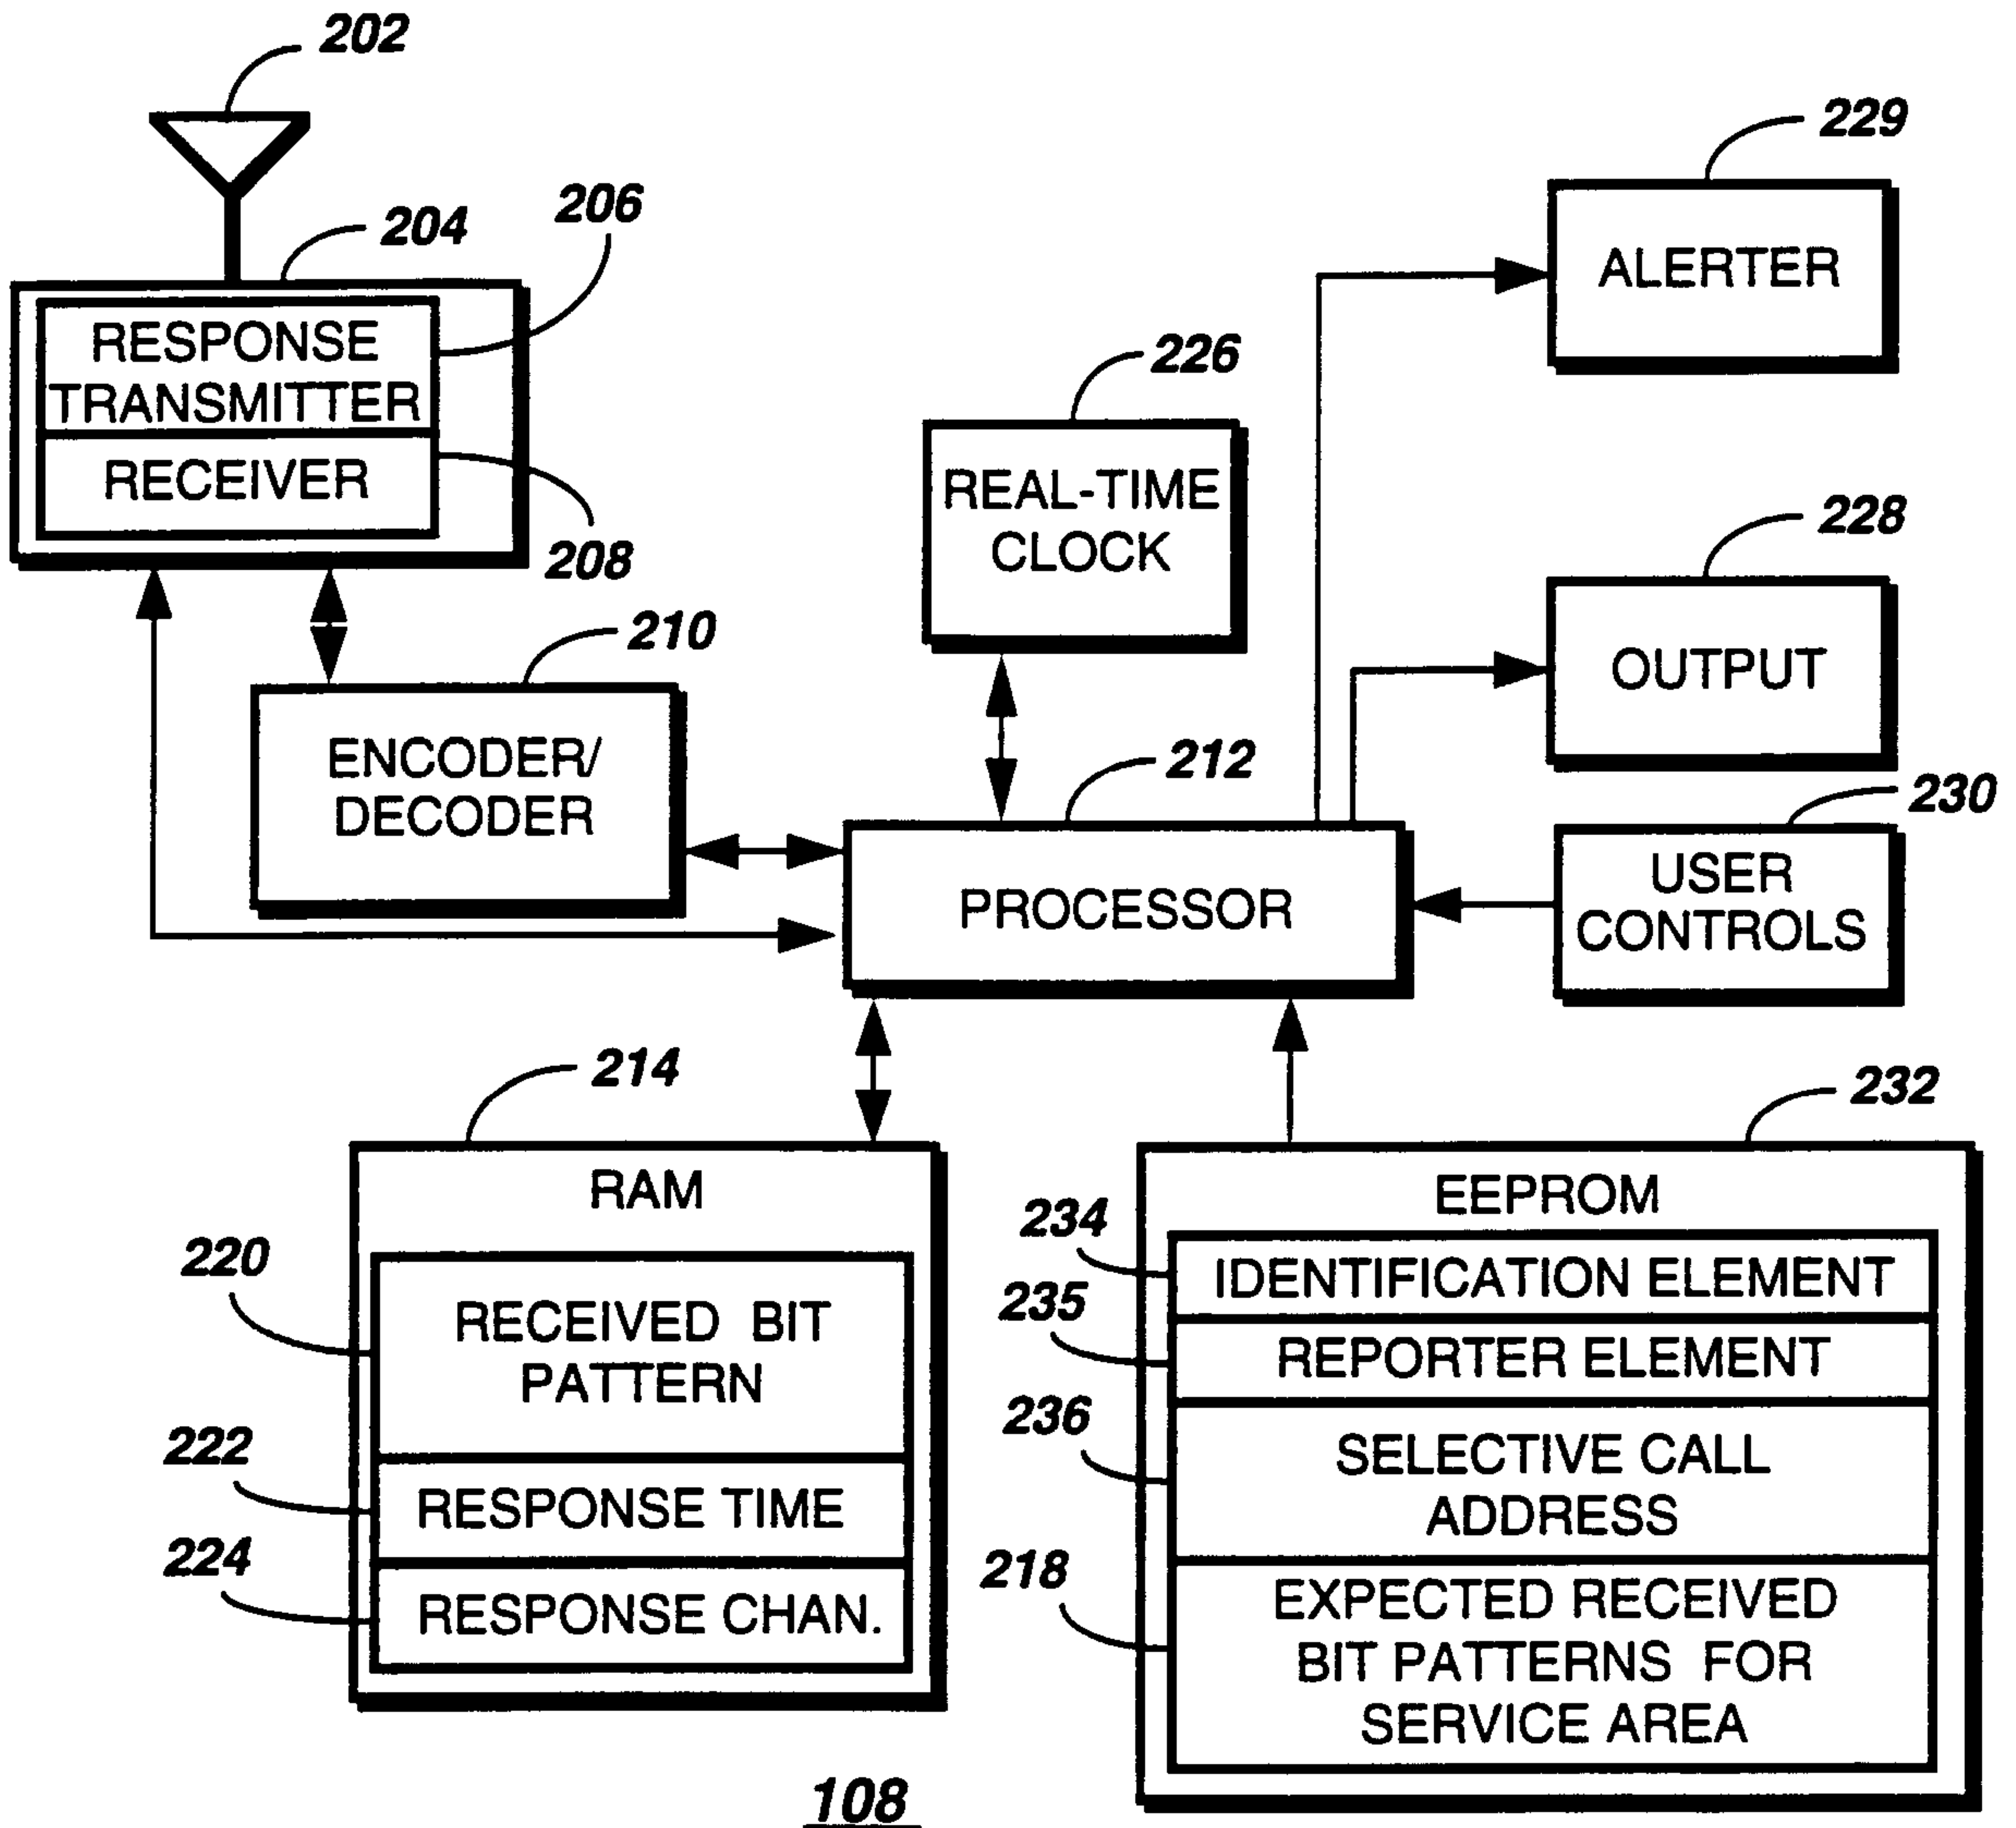 202
229
206
204
ALERTER
RESPONSE
TRANSMITTER
RECEIVER
226
REAL-TIME
CLOCK
208
228
OUTPUT
210
ENCODER/
DECODER
212
PROCESSOR
230
USER
CONTROLS
214
RAM
220
RECEIVED BIT
PATTERN
222
RESPONSE TIME
224
RESPONSE CHAN.
232
EEPROM
234
IDENTIFICATION ELEMENT
235
REPORTER ELEMENT
236
SELECTIVE CALL
ADDRESS
218
EXPECTED RECEIVED
BIT PATTERNS FOR
SERVICE AREA
108